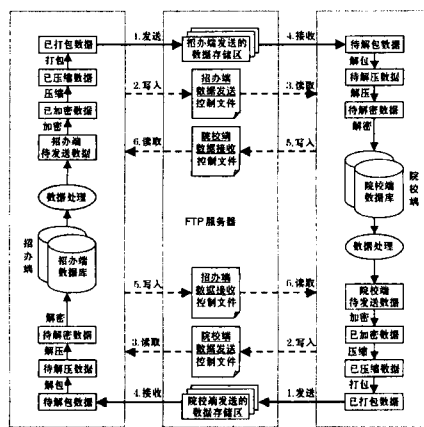 1.发送
4.接收
已打包数据
招办端发送的
数据存储区
待解包数据
打包
解包
已压缩数据
2.写入
招办端
数据发送
控制文件
3.读取
待解压数据
压缩
解压
已加密数据
待解密数据
加密
解密
招办端
待发送数据
6.读取
院校端
数据接收
控制文件
5.写入
数据处理
院校端
数据库
院校端
FTP服务器
招办端
招办端
数据库
数据处理
5.写入
招办端
数据接收
控制文件
6.读取
院校端
待发送数据
解密
加密
待解密数据
3.读取
院校端
数据发送
控制文件
2.写入
已加密数据
解压
压缩
待解压数据
已压缩数据
解包
4.接收
1.发送
打包
待解包数据
院校端发送的
数据存储区
已打包数据